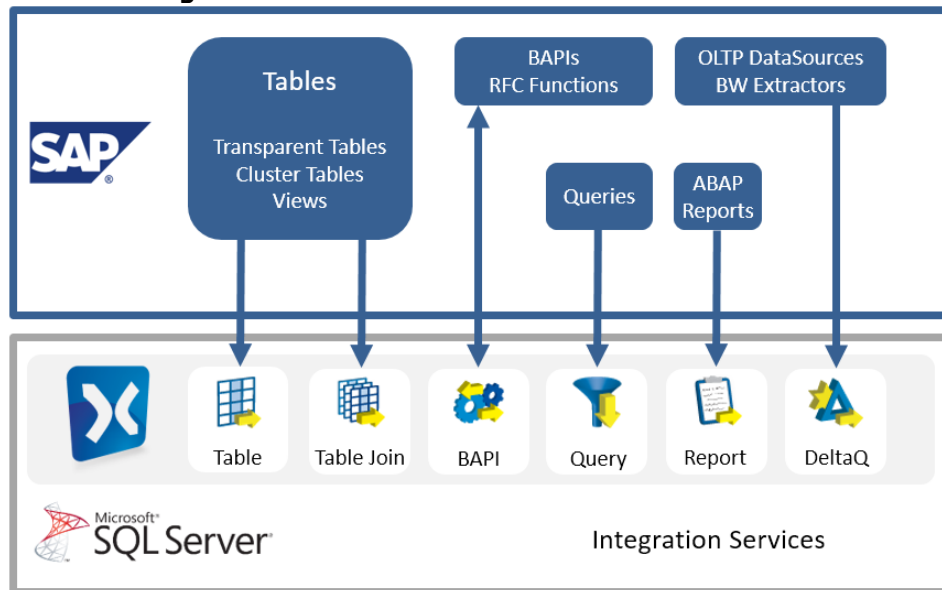 Tables
Transparent Tables
Cluster Tables
Views
BAPIs
RFC Functions
OLTP DataSources
BW Extractors
SAP
®
Queries
ABAP
Reports
Table
Table Join
BAPI
Query
Report
DeltaQ
Microsoft®
SQL Server®
Integration Services